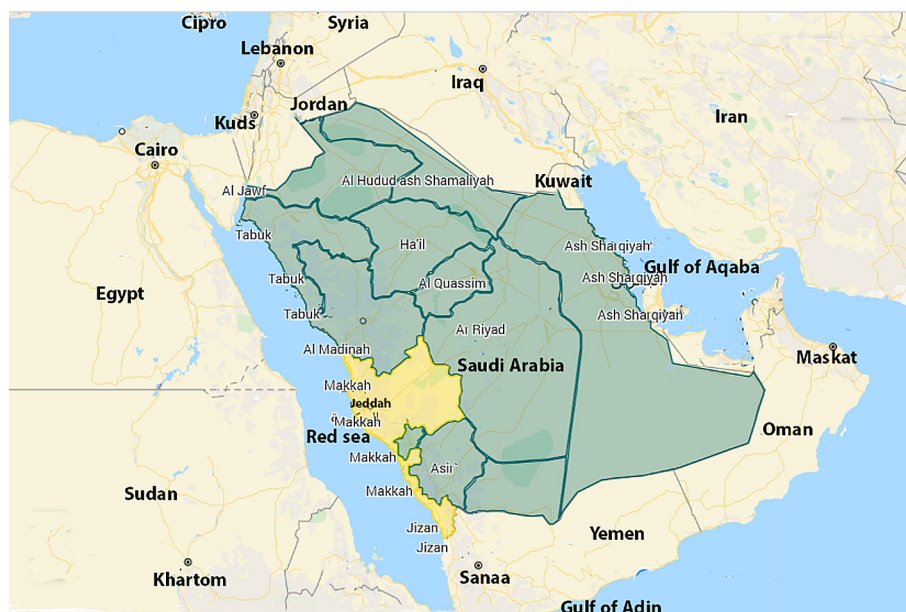 Cipro
Syria
Lebanon
Iraq
Jordan
Iran
Kuds
Cairo
Al Hudud ash Shamaliyah
Kuwait
Al Jawf
Tabuk
Ha'il
Ash Sharqiyah
Gulf of Aqaba
Tabuk
Al Quassim
Ash Sharqiyah
Egypt
Tabuk
Ash Sharqiyah
Ar Riyad
Al Madinah
Maskat
Saudi Arabia
Makkah
Jeddah
Makkah
Oman
Red sea
Makkah
Asir
Makkah
Sudan
Jizan
Yemen
Jizan
Khartom
Sanaa
Gulf of Adin